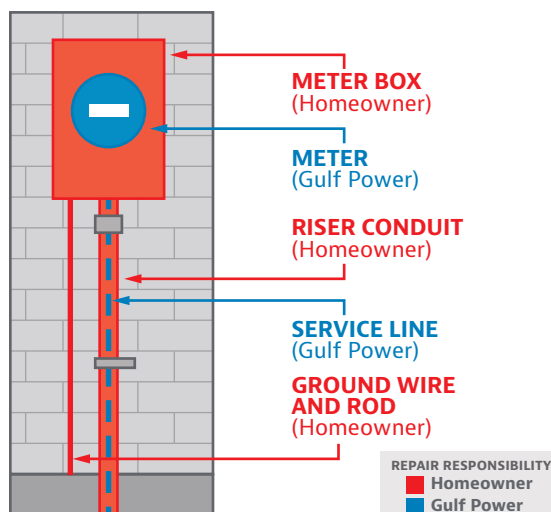 METER BOX
(Homeowner)
METER
(Gulf Power)
RISER CONDUIT
(Homeowner)
SERVICE LINE
(Gulf Power)
GROUND WIRE
AND ROD
(Homeowner)
REPAIR RESPONSIBILITY
Homeowner
Gulf Power